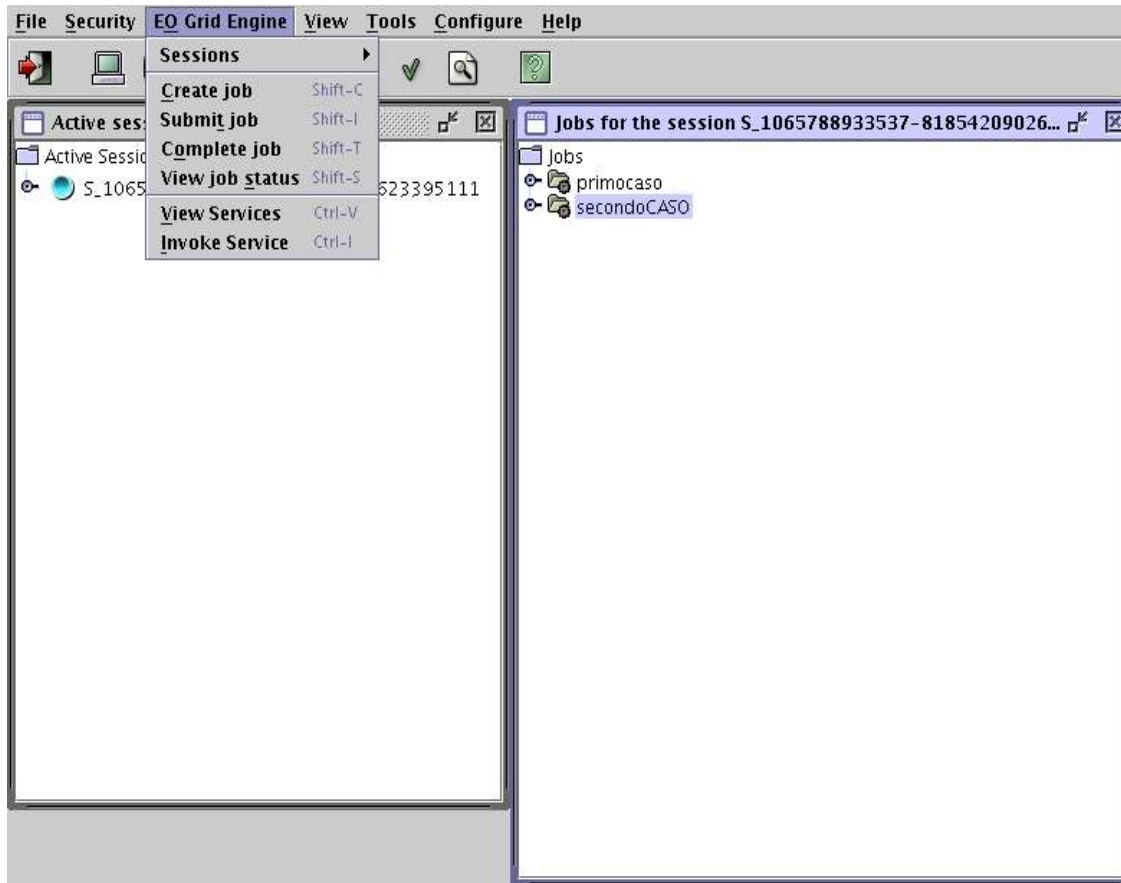 File Security EO Grid Engine View Tools Configure Help
Sessions
Create job Shift-C
Submit job Shift-I
Complete job Shift-T
View job status Shift-S
View Services Ctrl-V
Invoke Service Ctrl-I
Active ses
Active Sessio
S_1065 623395111
Jobs for the session S_1065788933537-81854209026...
Jobs
primocaso
secondoCASO